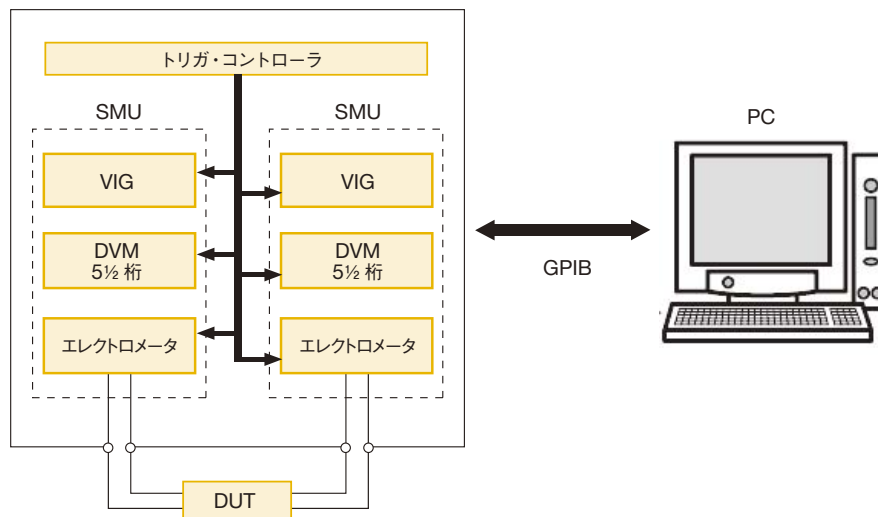 トリガ・コントローラ
SMU
SMU
PC
VIG
VIG
DVM
5½ 桁
DVM
5½ 桁
GPIB
エレクトロメータ
エレクトロメータ
DUT